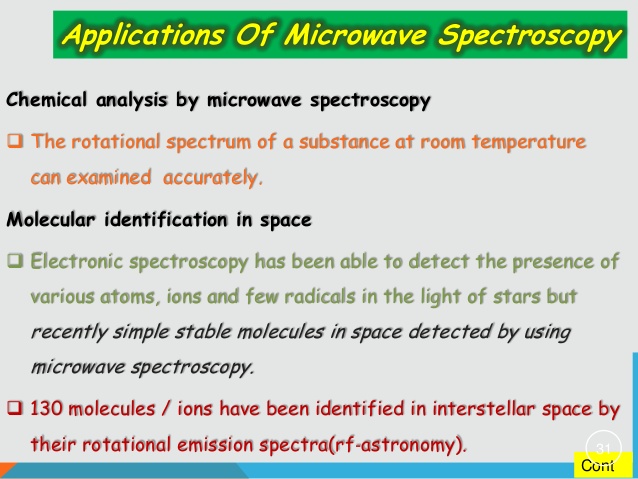 Applications Of Microwave Spectroscopy
Chemical analysis by microwave spectroscopy
The rotational spectrum of a substance at room temperature
can examined accurately.
Molecular identification in space
Electronic spectroscopy has been able to detect the presence of
various atoms, ions and few radicals in the light of stars but
recently simple stable molecules in space detected by using
microwave spectroscopy.
130 molecules / ions have been identified in interstellar space by
their rotational emission spectra(rf-astronomy).
31
Cont